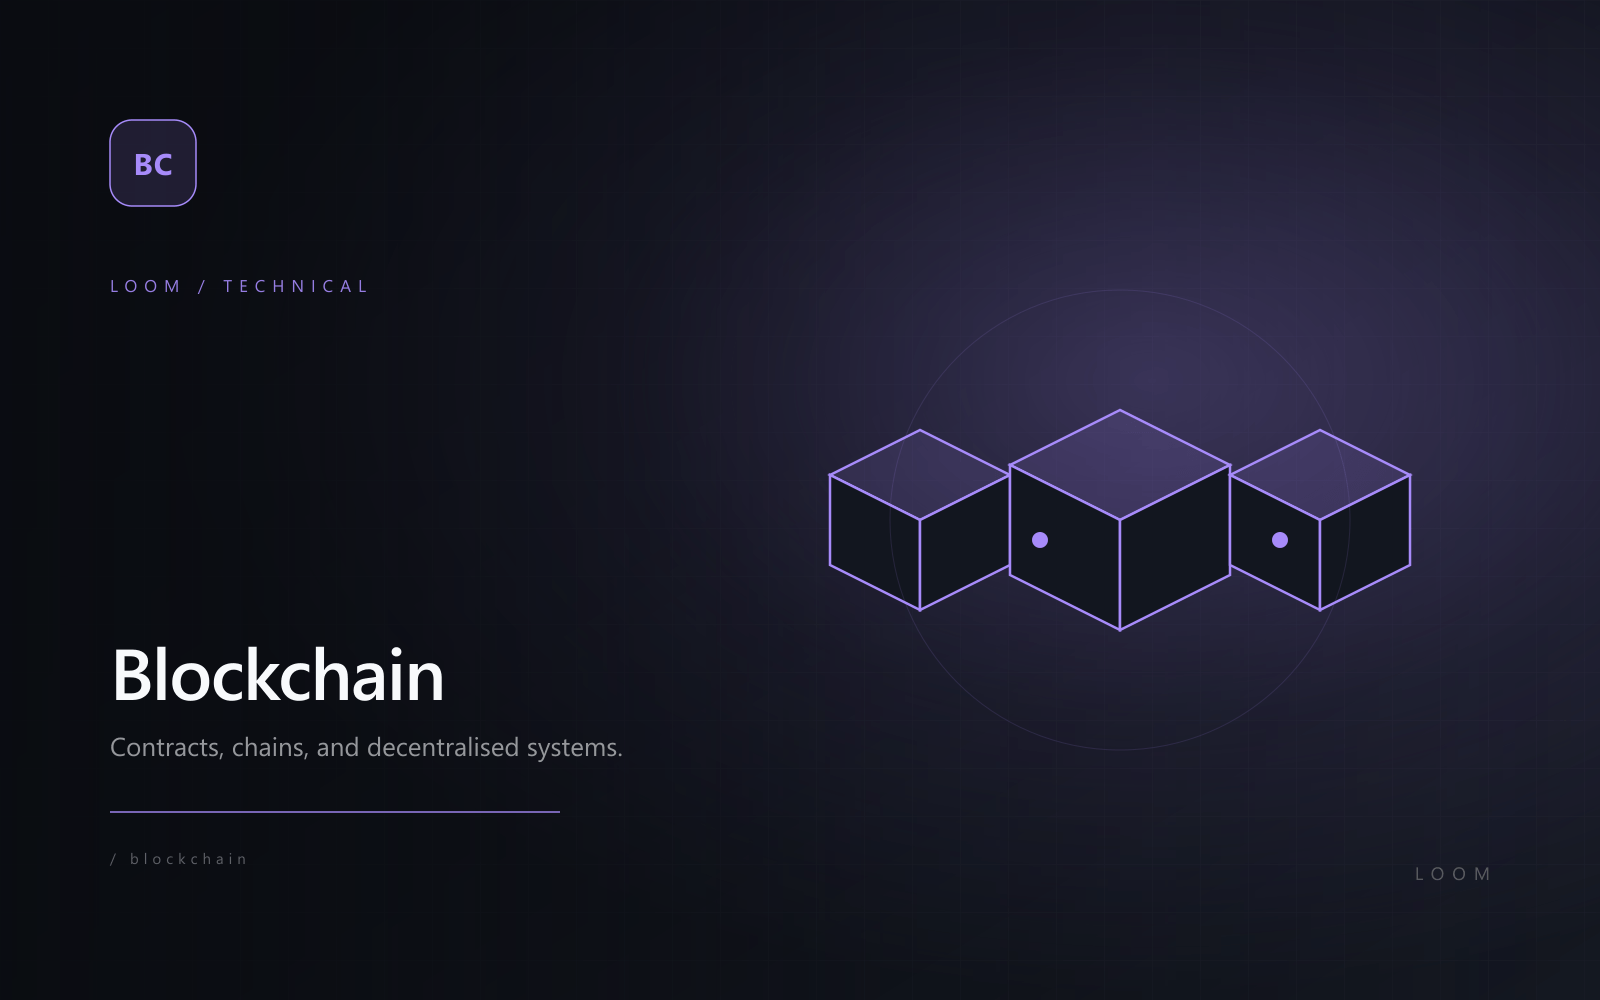 BC
LOOM / TECHNICAL
Blockchain
Contracts, chains, and decentralised systems.
/ blockchain
LOOM